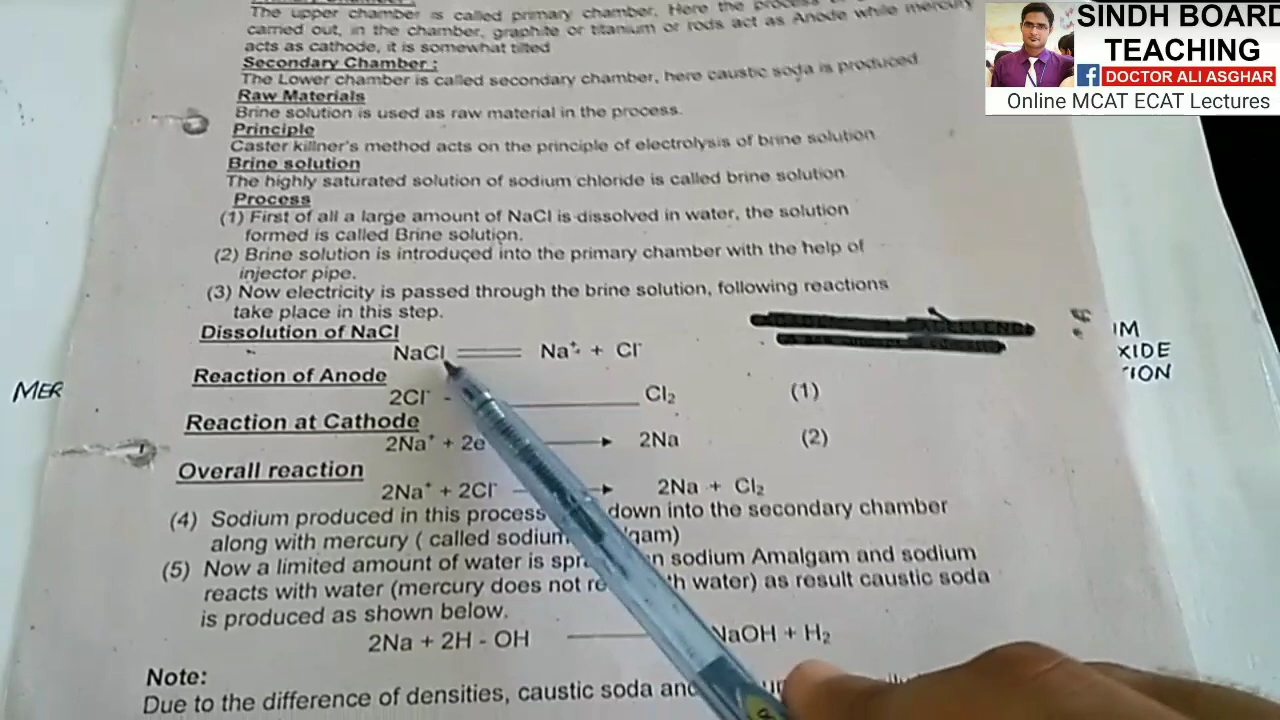 The upper chamber is called primary chamber. Here the process
carried out, in the chamber, graphite or titanium or rods act as Anode while mercury
acts as cathode, it is somewhat tilted
Secondary Chamber :
The Lower chamber is called secondary chamber, here caustic soda is produced
Raw Materials
Brine solution is used as raw material in the process.
Principle
Caster killner's method acts on the principle of electrolysis of brine solution
Brine solution
The highly saturated solution of sodium chloride is called brine solution
Process
(1) First of all a large amount of NaCl is dissolved in water, the solution
formed is called Brine solution.
(2) Brine solution is introduced into the primary chamber with the help of
injector pipe.
(3) Now electricity is passed through the brine solution, following reactions
take place in this step.
Dissolution of NaCl
NaCl ═══ Na⁺ + Cl⁻
Reaction of Anode
2Cl⁻ - ___ Cl₂ (1)
Reaction at Cathode
2Na⁺ + 2e → 2Na (2)
Overall reaction
2Na⁺ + 2Cl⁻ → 2Na + Cl₂
(4) Sodium produced in this process down into the secondary chamber
along with mercury ( called sodium gam)
(5) Now a limited amount of water is spr n sodium Amalgam and sodium
reacts with water (mercury does not re th water) as result caustic soda
is produced as shown below.
2Na + 2H - OH ─── NaOH + H₂
Note:
Due to the difference of densities, caustic soda and
MER
UM
XIDE
TION
SINDH BOARD
TEACHING
f DOCTOR ALI ASGHAR
Online MCAT ECAT Lectures